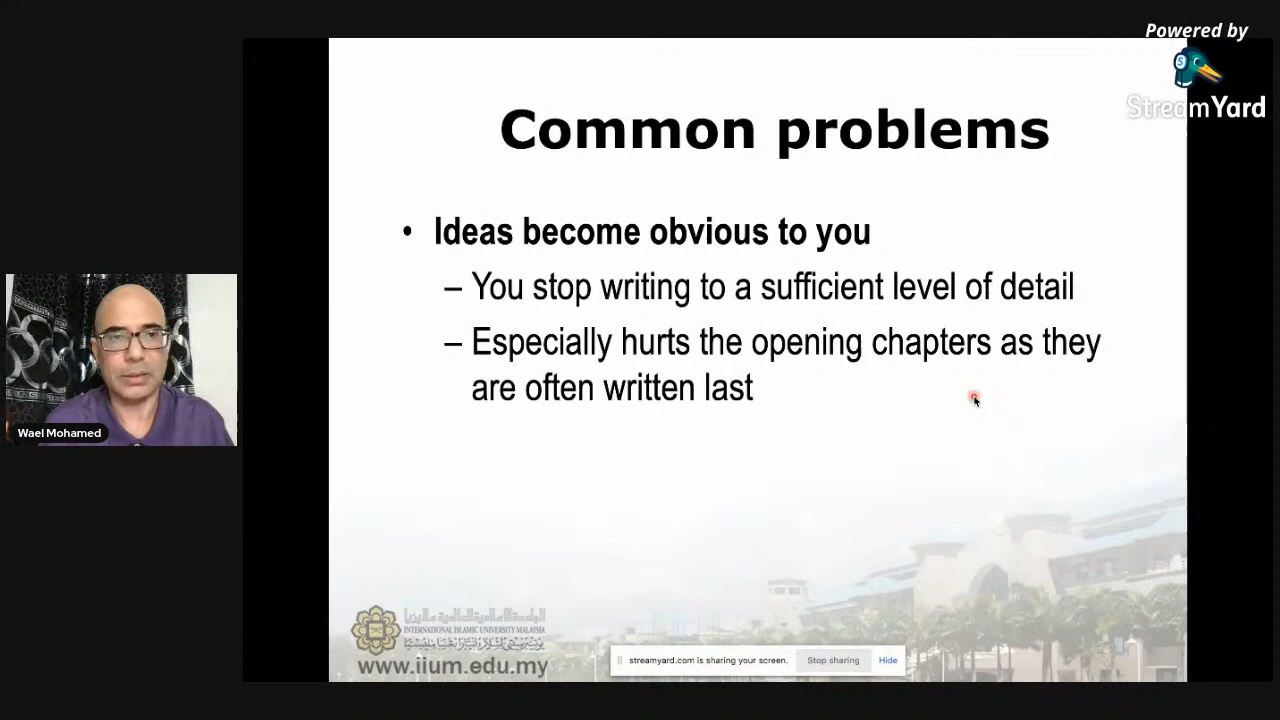 Powered by
StreamYard
Common problems
• Ideas become obvious to you
– You stop writing to a sufficient level of detail
– Especially hurts the opening chapters as they
are often written last
Wael Mohamed
INTERNATIONAL ISLAMIC UNIVERSITY MALAYSIA
www.iium.edu.my
streamyard.com is sharing your screen.
Stop sharing
Hide